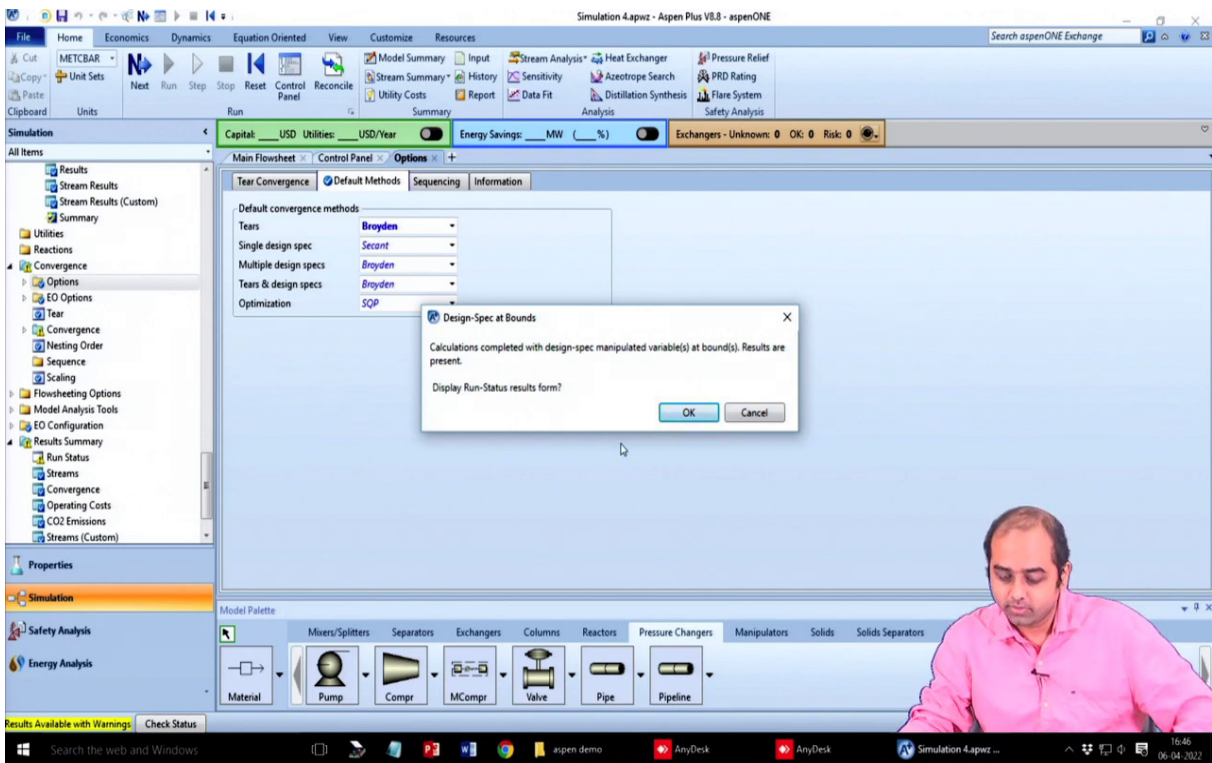 Simulation 4.apwz - Aspen Plus V8.8 - aspenONE
File Home Economics Dynamics Equation Oriented View Customize Resources Search aspenONE Exchange
Cut METCBAR Model Summary Input Stream Analysis Heat Exchanger Pressure Relief
Copy Unit Sets Next Run Step Stop Reset Control Panel Reconcile Stream Summary History Sensitivity Azeotrope Search PRD Rating
Paste Utility Costs Report Data Fit Distillation Synthesis Flare System
Clipboard Units Run Summary Analysis Safety Analysis
Simulation
Capital: ____USD Utilities: ____USD/Year Energy Savings: ____MW (____%) Exchangers - Unknown: 0 OK: 0 Risk: 0
All Items
Main Flowsheet Control Panel Options +
Results
Stream Results
Stream Results (Custom)
Summary
Utilities
Reactions
Convergence
Options
EO Options
Tear
Convergence
Nesting Order
Sequence
Scaling
Flowsheeting Options
Model Analysis Tools
EO Configuration
Results Summary
Run Status
Streams
Convergence
Operating Costs
CO2 Emissions
Streams (Custom)
Properties
Simulation
Safety Analysis
Energy Analysis
Tear Convergence Default Methods Sequencing Information
Default convergence methods
Tears Broyden
Single design spec Secant
Multiple design specs Broyden
Tears & design specs Broyden
Optimization SQP
Design-Spec at Bounds
Calculations completed with design-spec manipulated variable(s) at bound(s). Results are
present.
Display Run-Status results form?
OK Cancel
Model Palette
Mixers/Splitters Separators Exchangers Columns Reactors Pressure Changers Manipulators Solids Solids Separators
Material Pump Compr MCompr Valve Pipe Pipeline
Results Available with Warnings Check Status
Search the web and Windows aspen demo AnyDesk AnyDesk Simulation 4.apwz ... 16:46
06-04-2022